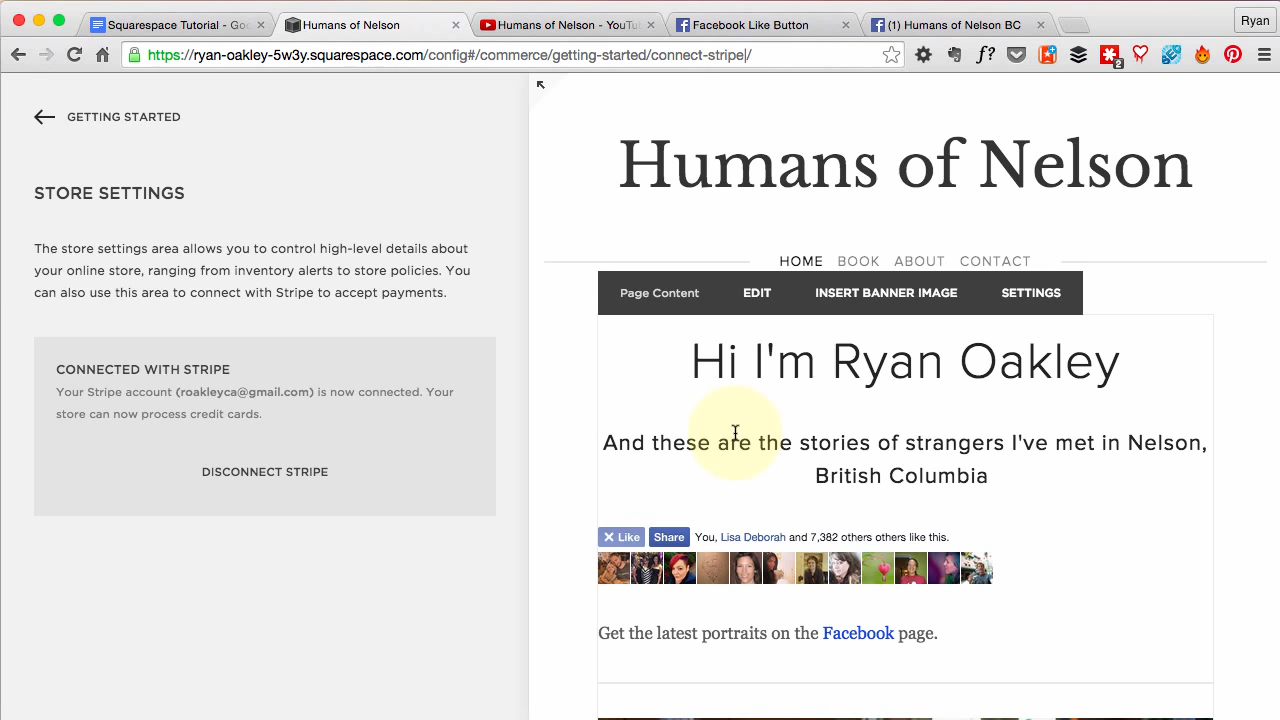 Squarespace Tutorial - Goo
Humans of Nelson
Humans of Nelson - YouTu
Facebook Like Button
(1) Humans of Nelson BC
Ryan
https://ryan-oakley-5w3y.squarespace.com/config#/commerce/getting-started/connect-stripe/
f?
2
GETTING STARTED
STORE SETTINGS
The store settings area allows you to control high-level details about
your online store, ranging from inventory alerts to store policies. You
can also use this area to connect with Stripe to accept payments.
CONNECTED WITH STRIPE
Your Stripe account (roakleyca@gmail.com) is now connected. Your
store can now process credit cards.
DISCONNECT STRIPE
Humans of Nelson
HOME BOOK ABOUT CONTACT
Page Content EDIT INSERT BANNER IMAGE SETTINGS
Hi I'm Ryan Oakley
And these are the stories of strangers I've met in Nelson,
British Columbia
Like Share You, Lisa Deborah and 7,382 others others like this.
Get the latest portraits on the Facebook page.